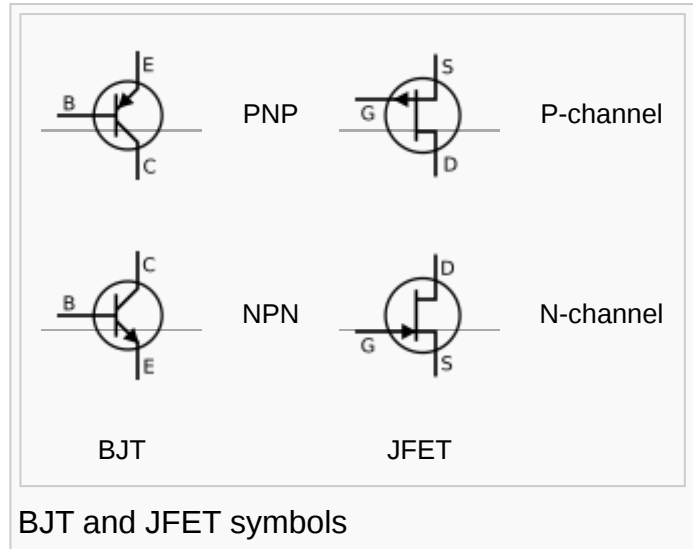 E
S
B
PNP
G
P-channel
C
D
C
D
B
NPN
G
N-channel
E
S
BJT
JFET
BJT and JFET symbols